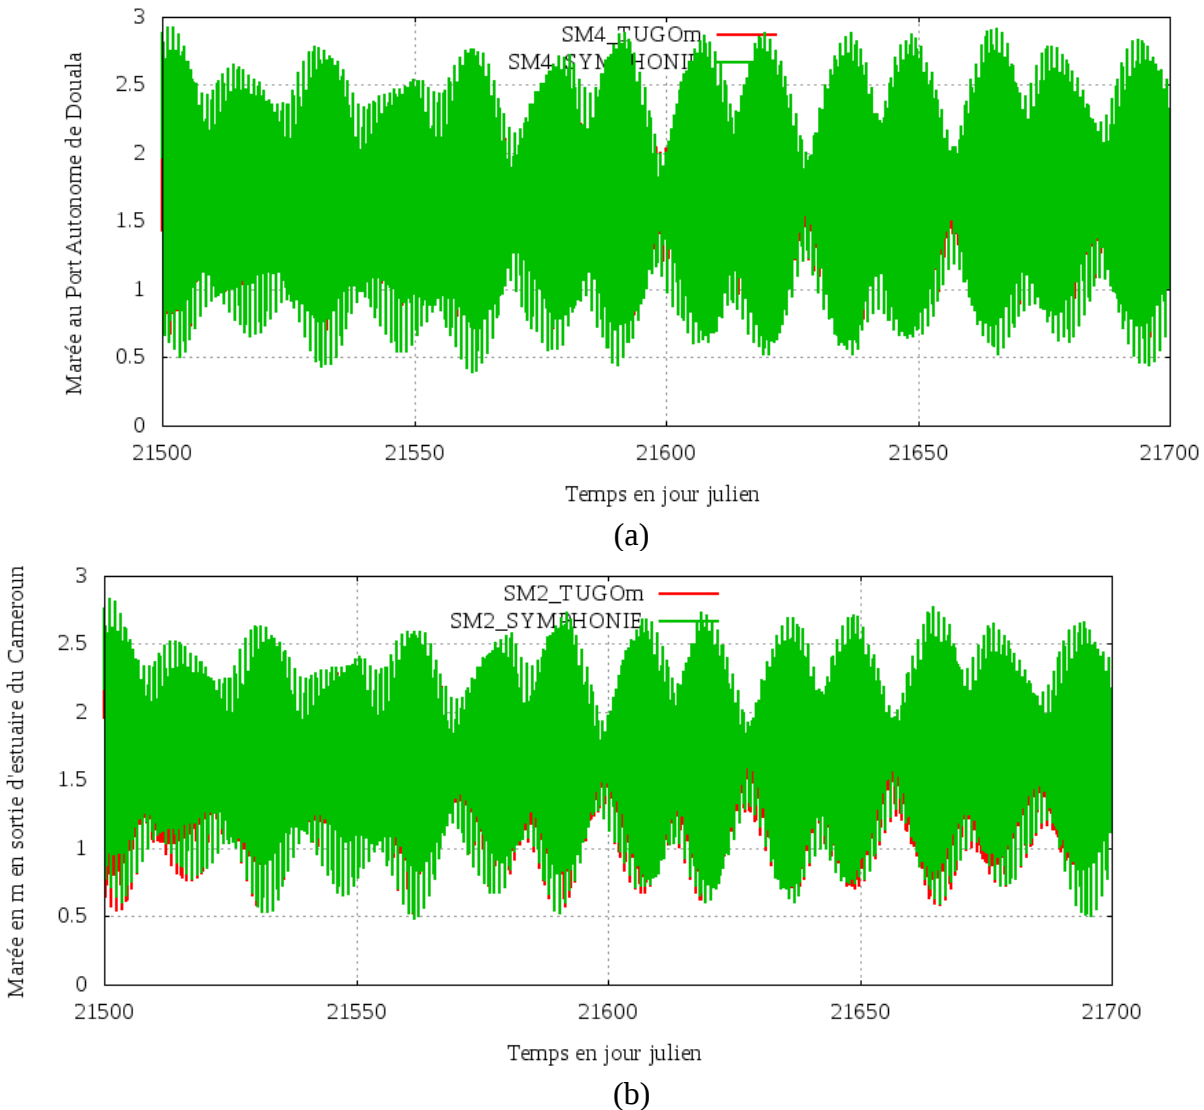 Marée au Port Autonome de Douala
3
2.5
2
1.5
1
0.5
0
SM4_TUGOm
SM4_SYMPHONIE
21500 21550 21600 21650 21700
Temps en jour julien
(a)
Marée en m en sortie d'estuaire du Cameroun
3
2.5
2
1.5
1
0.5
0
SM2_TUGOm
SM2_SYMPHONIE
21500 21550 21600 21650 21700
Temps en jour julien
(b)